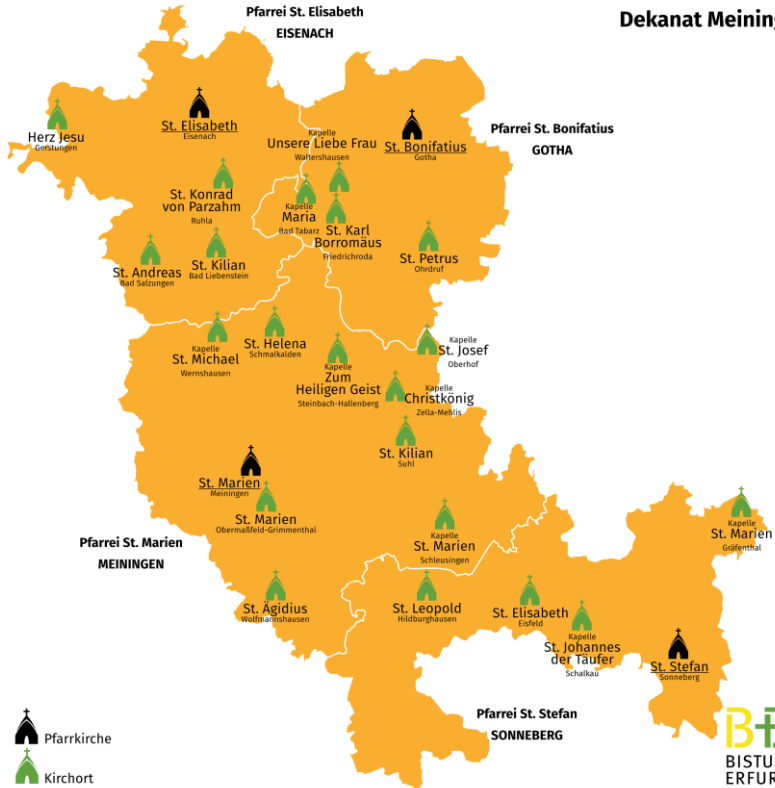 Pfarrei St. Elisabeth
EISENACH
Dekanat Meining
Herz Jesu
Gerstungen
St. Elisabeth
Eisenach
Kapelle
Unsere Liebe Frau
Waltershausen
St. Bonifatius
Gotha
Pfarrei St. Bonifatius
GOTHA
St. Konrad
von Parzahm
Ruhla
Kapelle
Maria
Bad Tabarz
St. Karl
Borromäus
Friedrichroda
St. Petrus
Ohrdruf
St. Andreas
Bad Salzungen
St. Kilian
Bad Liebenstein
Kapelle
St. Michael
Wernshausen
St. Helena
Schmalkalden
Kapelle
Zum
Heiligen Geist
Steinbach-Hallenberg
Kapelle
St. Josef
Oberhof
Kapelle
Christkönig
Zella-Mehlis
St. Kilian
Suhl
St. Marien
Meiningen
St. Marien
Obermaßfeld-Grimmenthal
Kapelle
St. Marien
Schleusingen
Kapelle
St. Marien
Gräfenthal
Pfarrei St. Marien
MEININGEN
St. Ägidius
Wolfmannshausen
St. Leopold
Hildburghausen
St. Elisabeth
Eisfeld
Kapelle
St. Johannes
der Täufer
Schalkau
St. Stefan
Sonneberg
Pfarrei St. Stefan
SONNEBERG
Pfarrkirche
Kirchort
BISTU
ERFUR